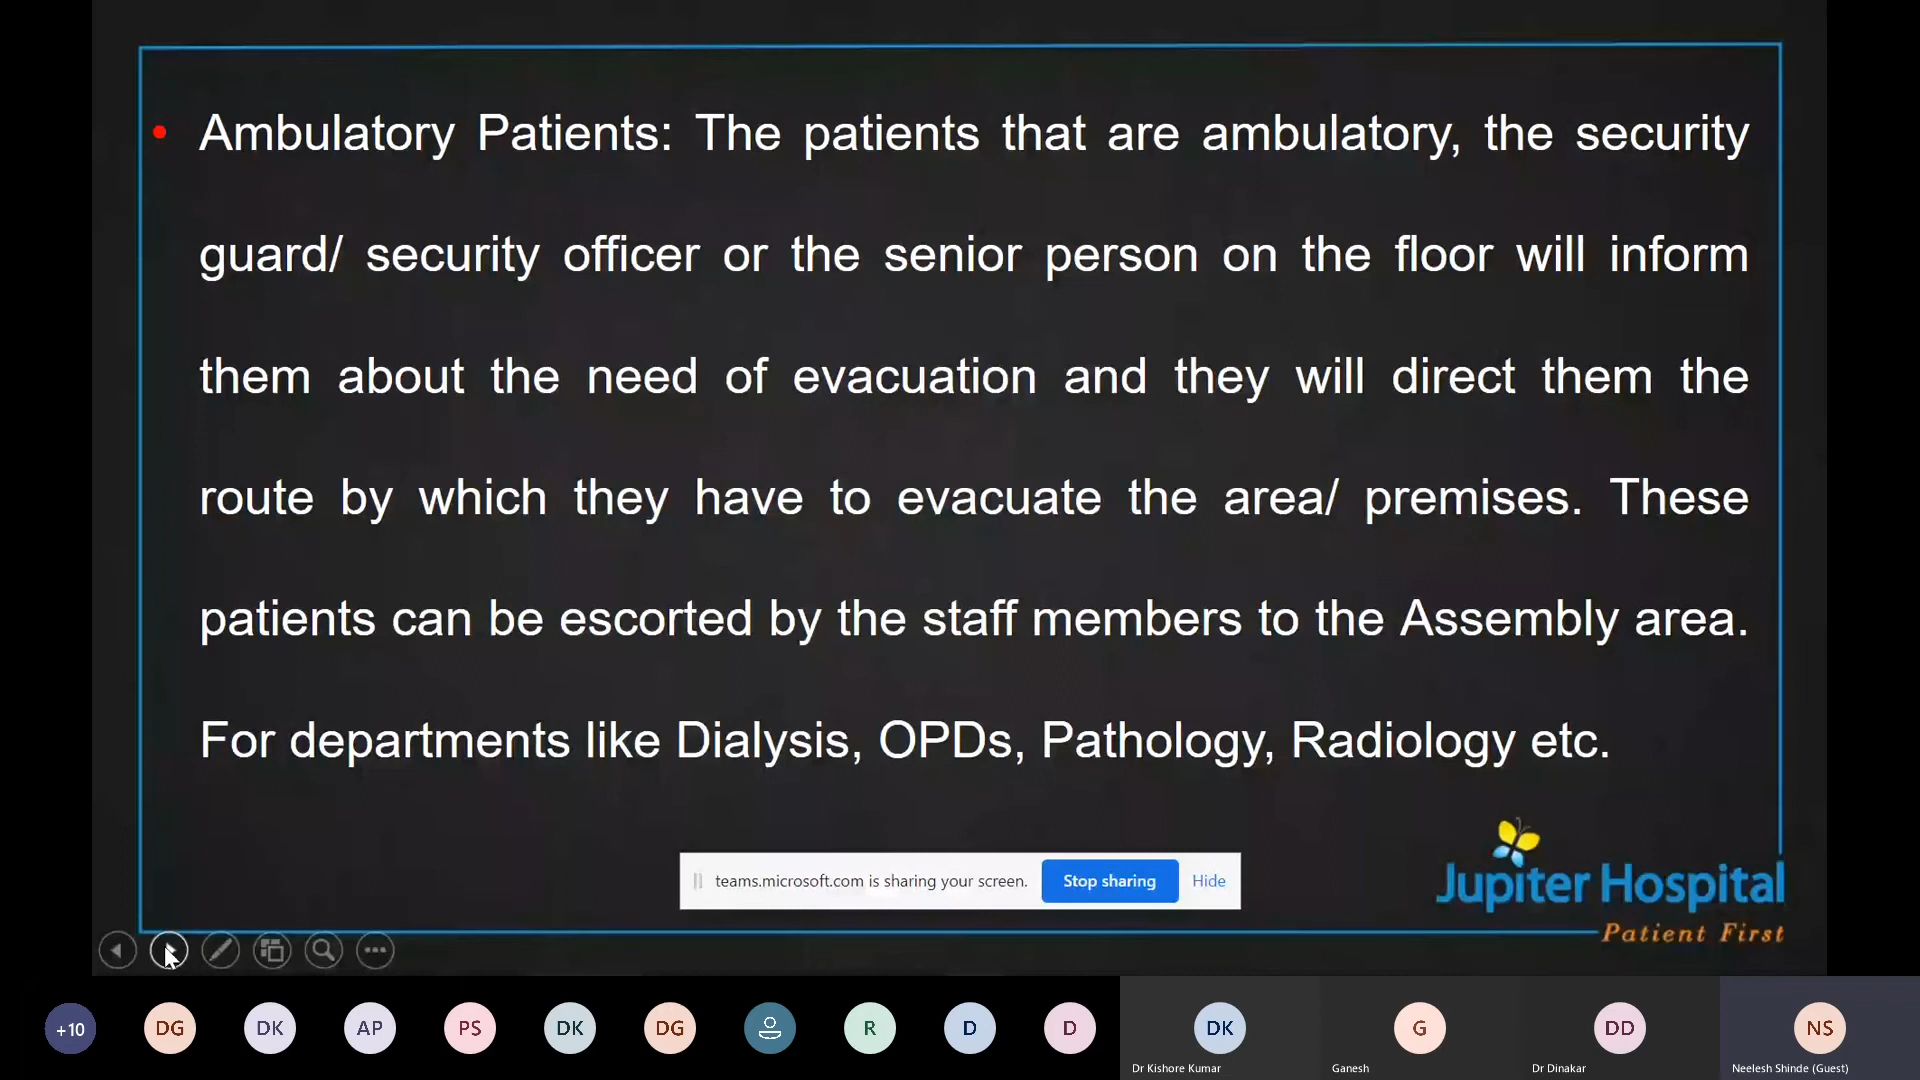 • Ambulatory Patients: The patients that are ambulatory, the security
guard/ security officer or the senior person on the floor will inform
them about the need of evacuation and they will direct them the
route by which they have to evacuate the area/ premises. These
patients can be escorted by the staff members to the Assembly area.
For departments like Dialysis, OPDs, Pathology, Radiology etc.
teams.microsoft.com is sharing your screen. Stop sharing Hide
Jupiter Hospital
Patient First
+10 DG DK AP PS DK DG R D D DK G DD NS
Dr Kishore Kumar Ganesh Dr Dinakar Neelesh Shinde (Guest)